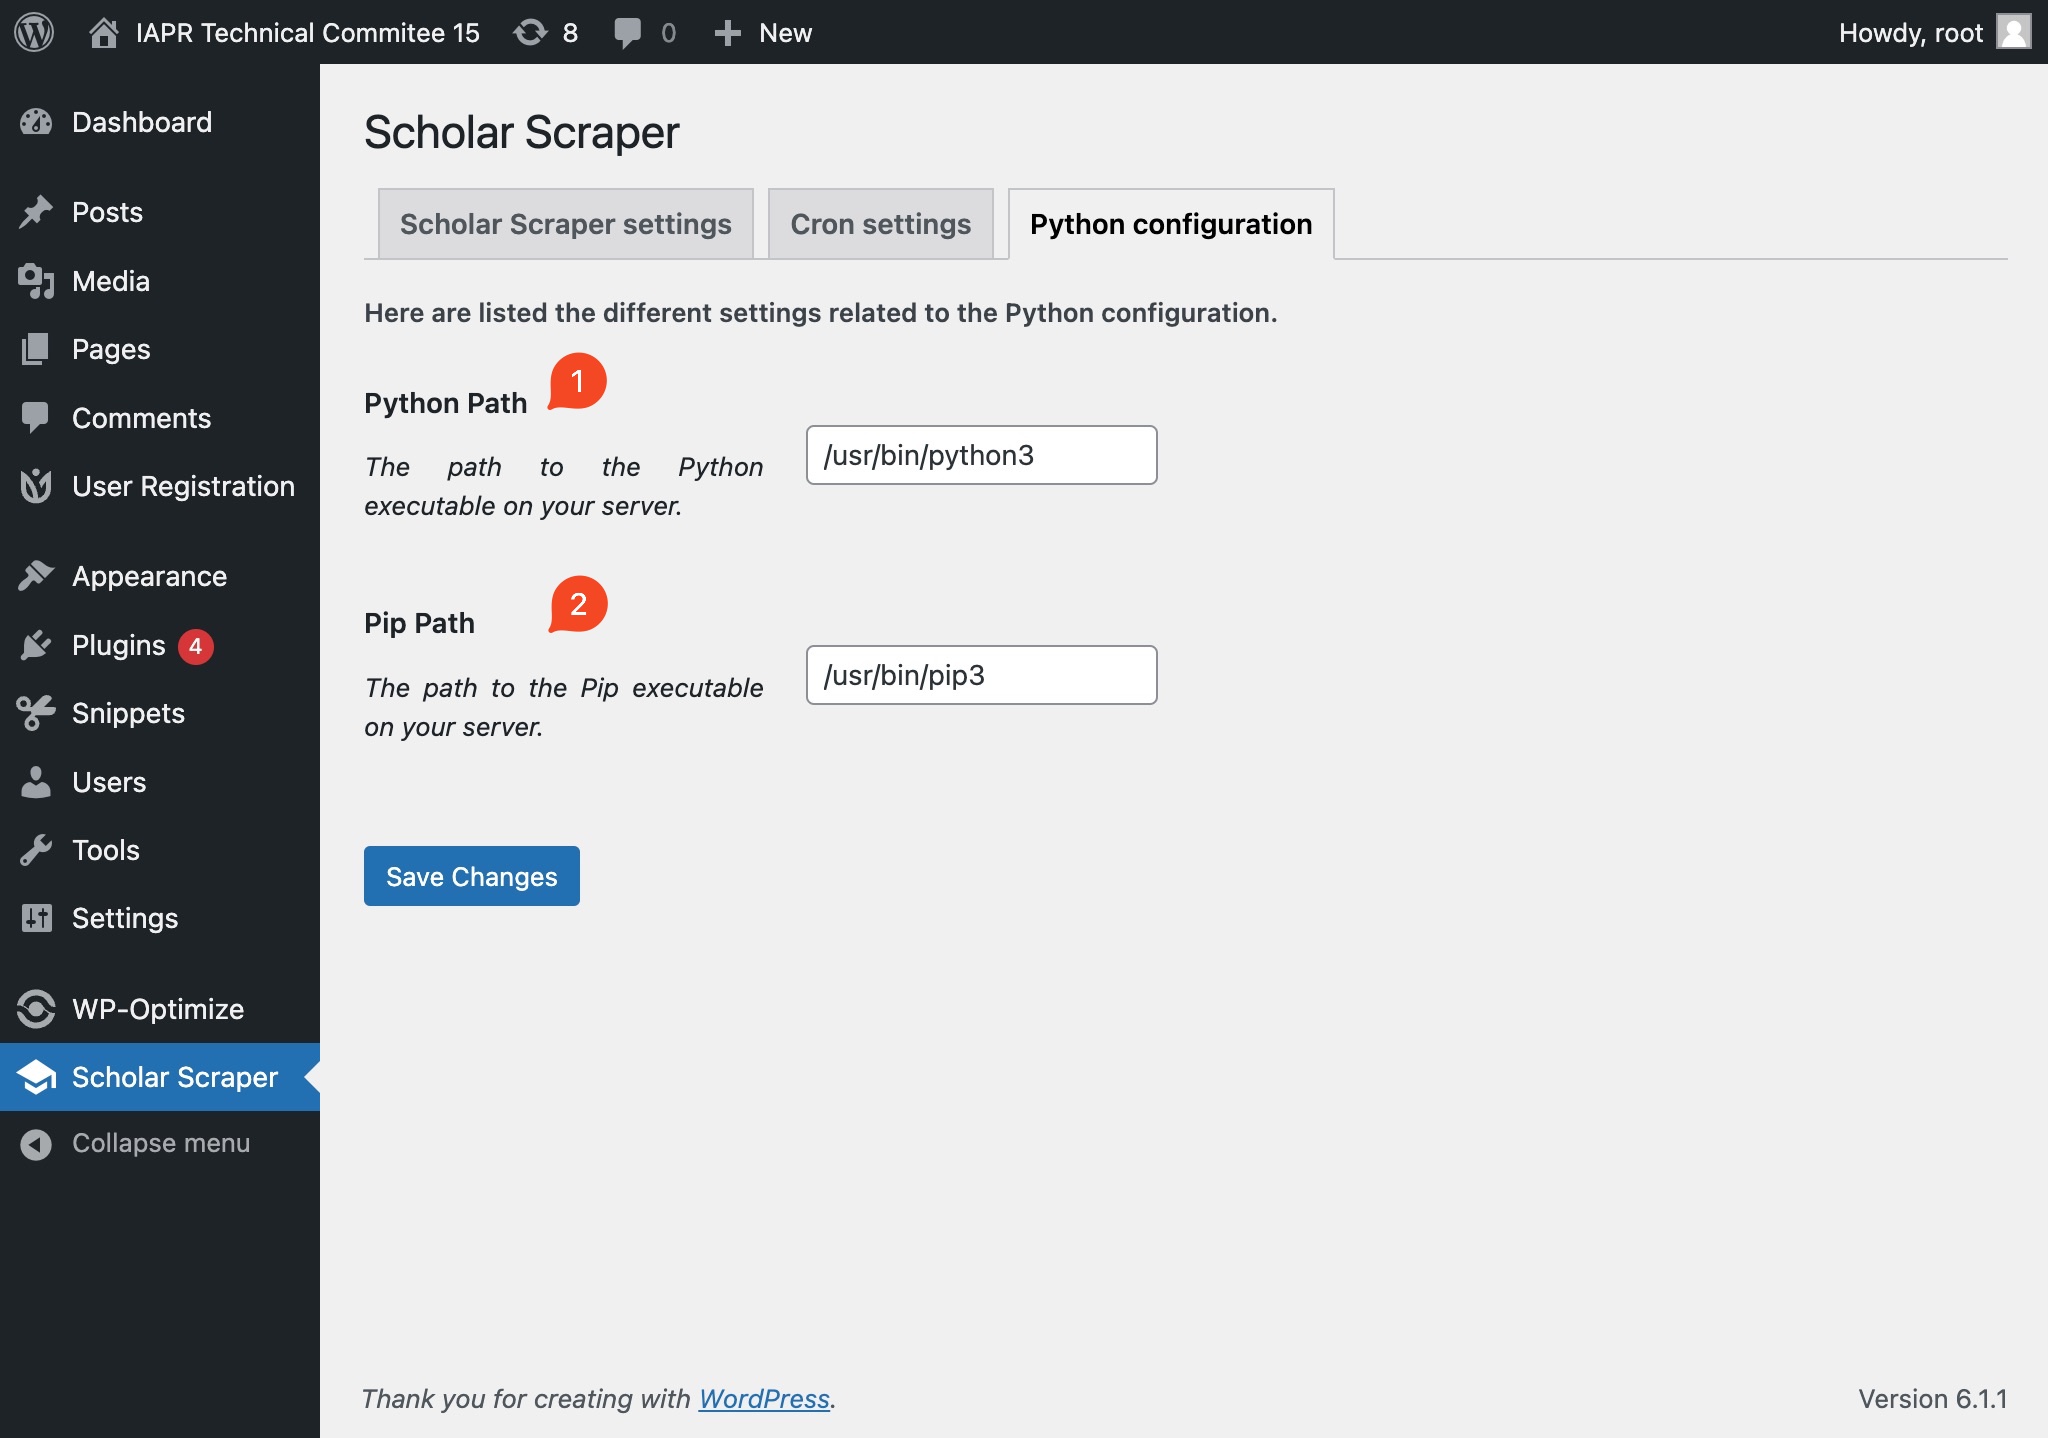 IAPR Technical Commitee 15 8 0 New Howdy, root
Dashboard
Posts
Media
Pages
Comments
User Registration
Appearance
Plugins 4
Snippets
Users
Tools
Settings
WP-Optimize
Scholar Scraper
Collapse menu
Scholar Scraper
Scholar Scraper settings Cron settings Python configuration
Here are listed the different settings related to the Python configuration.
Python Path 1
The path to the Python
executable on your server.
/usr/bin/python3
Pip Path 2
The path to the Pip executable
on your server.
/usr/bin/pip3
Save Changes
Thank you for creating with WordPress. Version 6.1.1